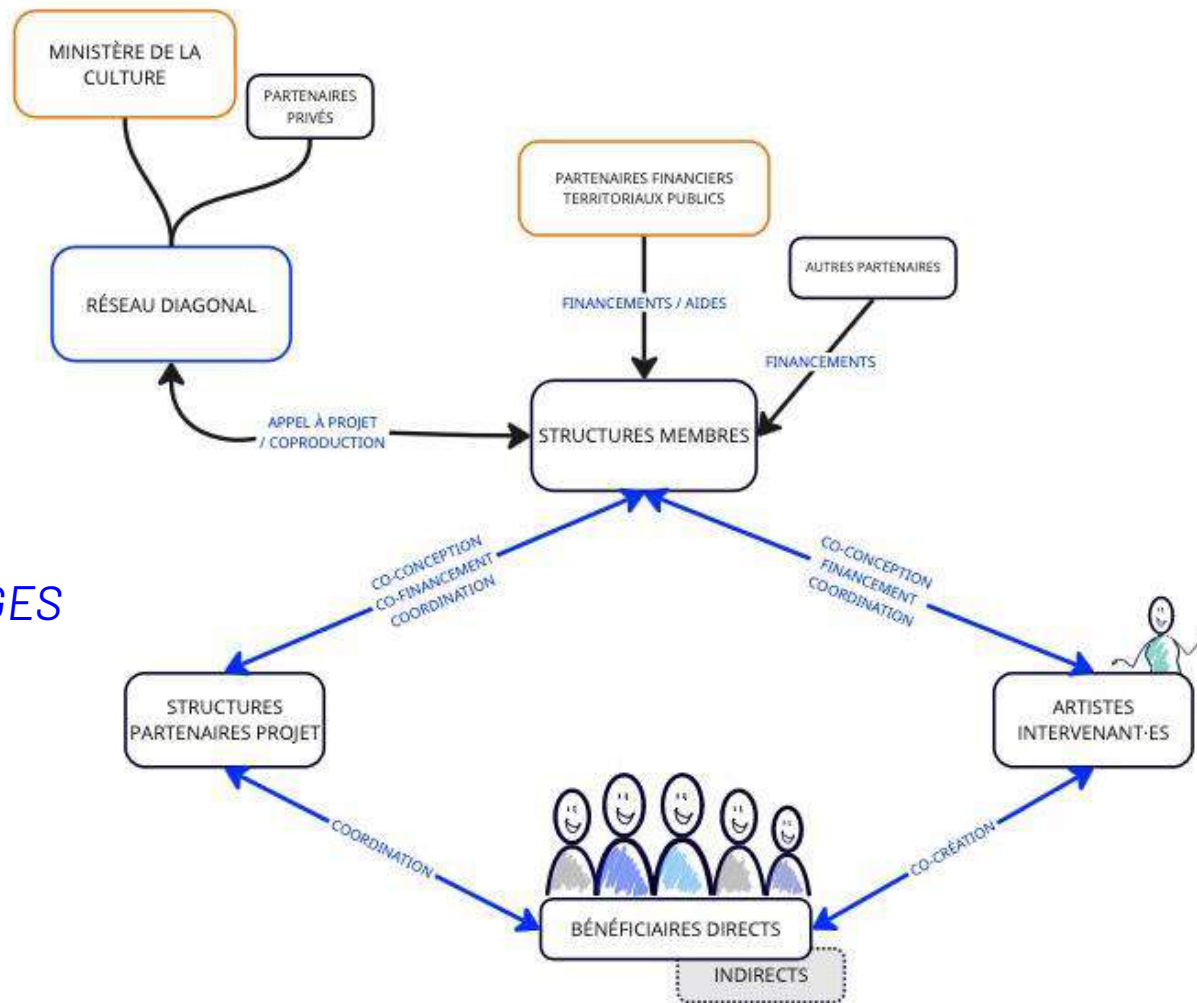 MINISTÈRE DE LA
CULTURE
PARTENAIRES
PRIVÉS
PARTENAIRES FINANCIERS
TERRITORIAUX PUBLICS
AUTRES PARTENAIRES
RÉSEAU DIAGONAL
FINANCEMENTS / AIDES
FINANCEMENTS
APPEL À PROJET
/ COPRODUCTION
STRUCTURES MEMBRES
CO-CONCEPTION
CO-FINANCEMENT
COORDINATION
CO-CONCEPTION
FINANCEMENT
COORDINATION
GES
STRUCTURES
PARTENAIRES PROJET
ARTISTES
INTERVENANT·ES
COORDINATION
CO-CRÉATION
BÉNÉFICIAIRES DIRECTS
INDIRECTS